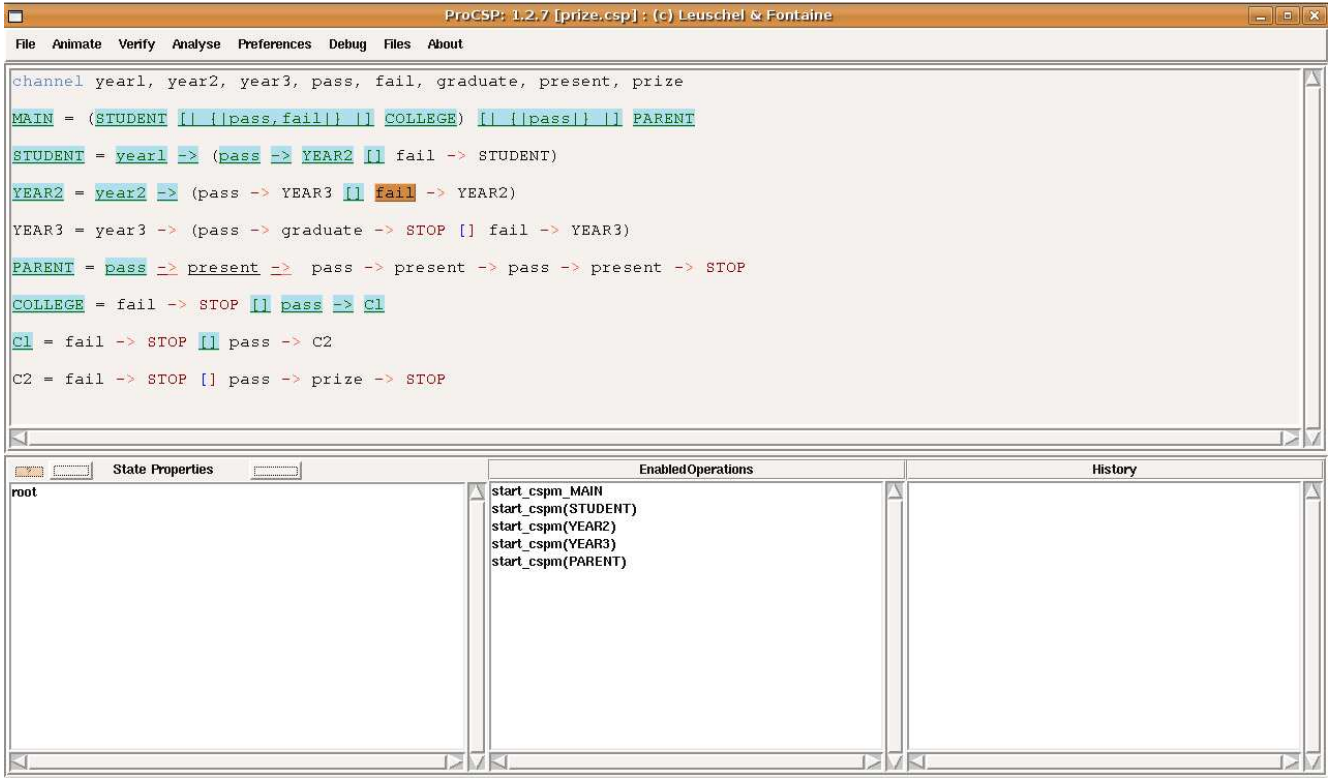 ProCSP: 1.2.7 [prize.csp] : (c) Leuschel & Fontaine
File Animate Verify Analyse Preferences Debug Files About
channel year1, year2, year3, pass, fail, graduate, present, prize
MAIN = (STUDENT [| {|pass,fail|} |] COLLEGE) [| {|pass|} |] PARENT
STUDENT = year1 -> (pass -> YEAR2 [] fail -> STUDENT)
YEAR2 = year2 -> (pass -> YEAR3 [] fail -> YEAR2)
YEAR3 = year3 -> (pass -> graduate -> STOP [] fail -> YEAR3)
PARENT = pass -> present -> pass -> present -> pass -> present -> STOP
COLLEGE = fail -> STOP [] pass -> C1
C1 = fail -> STOP [] pass -> C2
C2 = fail -> STOP [] pass -> prize -> STOP
? State Properties EnabledOperations History
root
start_cspm_MAIN
start_cspm(STUDENT)
start_cspm(YEAR2)
start_cspm(YEAR3)
start_cspm(PARENT)